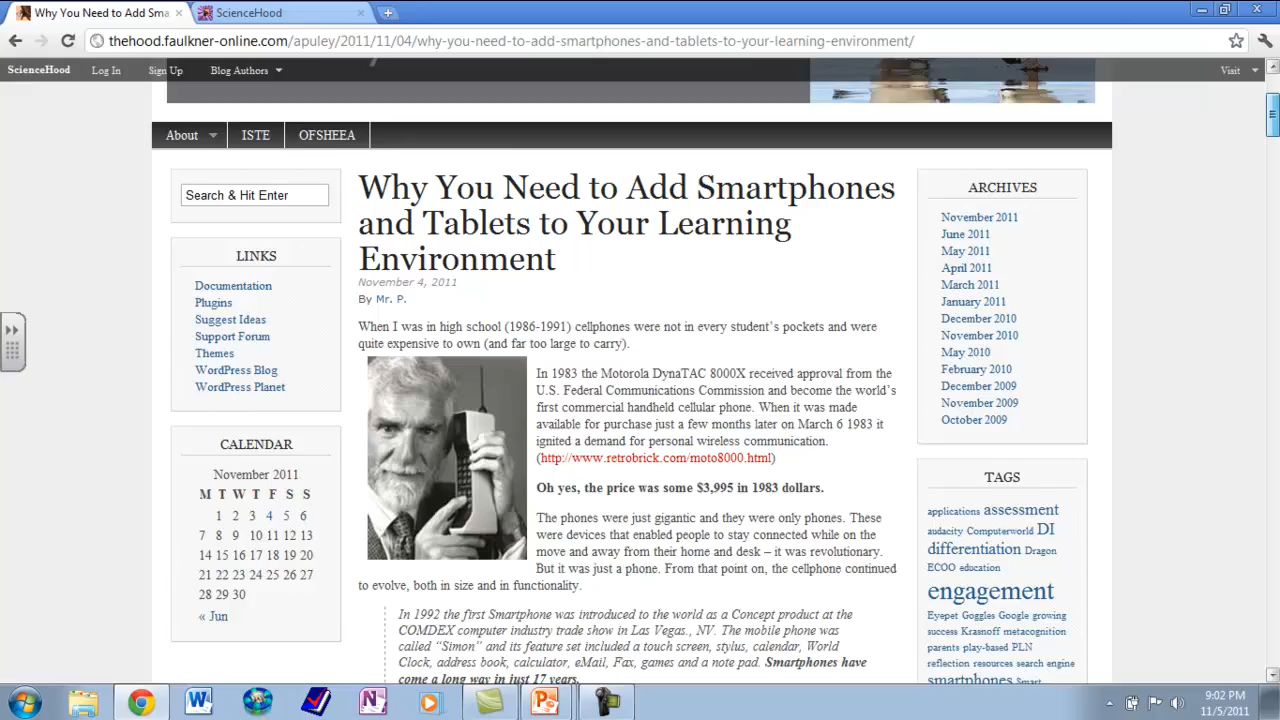 Why You Need to Add Sma
ScienceHood
thehood.faulkner-online.com/apuley/2011/11/04/why-you-need-to-add-smartphones-and-tablets-to-your-learning-environment/
ScienceHood
Log In
Sign Up
Blog Authors
Visit
About
ISTE
OFSHEEA
Search & Hit Enter
LINKS
Documentation
Plugins
Suggest Ideas
Support Forum
Themes
WordPress Blog
WordPress Planet
CALENDAR
November 2011
M T W T F S S
1 2 3 4 5 6
7 8 9 10 11 12 13
14 15 16 17 18 19 20
21 22 23 24 25 26 27
28 29 30
« Jun
Why You Need to Add Smartphones
and Tablets to Your Learning
Environment
November 4, 2011
By Mr. P.
When I was in high school (1986-1991) cellphones were not in every student’s pockets and were
quite expensive to own (and far too large to carry).
In 1983 the Motorola DynaTAC 8000X received approval from the
U.S. Federal Communications Commission and become the world’s
first commercial handheld cellular phone. When it was made
available for purchase just a few months later on March 6 1983 it
ignited a demand for personal wireless communication.
(http://www.retrobrick.com/moto8000.html)
Oh yes, the price was some $3,995 in 1983 dollars.
The phones were just gigantic and they were only phones. These
were devices that enabled people to stay connected while on the
move and away from their home and desk – it was revolutionary.
But it was just a phone. From that point on, the cellphone continued
to evolve, both in size and in functionality.
In 1992 the first Smartphone was introduced to the world as a Concept product at the
COMDEX computer industry trade show in Las Vegas., NV. The mobile phone was
called “Simon” and its feature set included a touch screen, stylus, calendar, World
Clock, address book, calculator, eMail, Fax, games and a note pad. Smartphones have
come a long way in just 17 years.
ARCHIVES
November 2011
June 2011
May 2011
April 2011
March 2011
January 2011
December 2010
November 2010
May 2010
February 2010
December 2009
November 2009
October 2009
TAGS
applications assessment
audacity Computerworld DI
differentiation Dragon
ECOO education
engagement
Eyepet Goggles Google growing
success Krasnoff metacognition
parents play-based PLN
reflection resources search engine
smartphones Smart
9:02 PM
11/5/2011